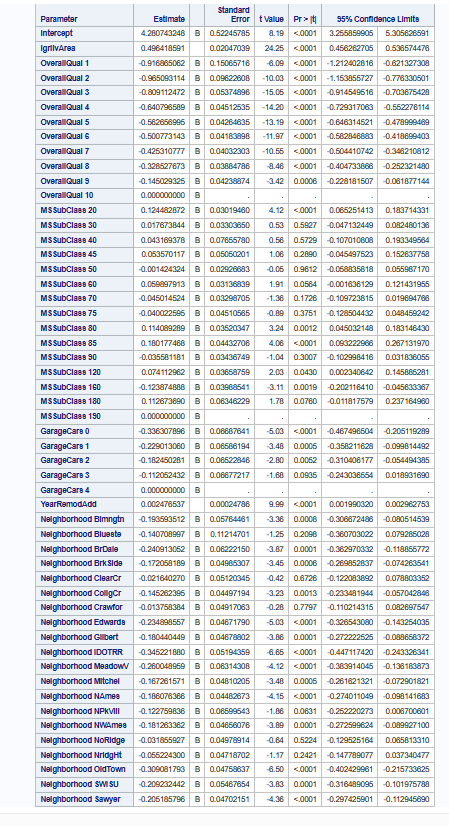 Parameter Estimate Standard Error t Value Pr > |t| 95% Confidence Limits
Intercept 4.280743248 B 0.52245785 8.19 <.0001 3.255859905 5.305626591
lgrlivArea 0.496418591 0.02047039 24.25 <.0001 0.456262705 0.536574476
OverallQual 1 -0.916865062 B 0.15065716 -6.09 <.0001 -1.212402816 -0.621327308
OverallQual 2 -0.965093114 B 0.09622608 -10.03 <.0001 -1.153855727 -0.776330501
OverallQual 3 -0.809112472 B 0.05374896 -15.05 <.0001 -0.914549516 -0.703675428
OverallQual 4 -0.640796589 B 0.04512535 -14.20 <.0001 -0.729317063 -0.552276114
OverallQual 5 -0.562656995 B 0.04264635 -13.19 <.0001 -0.646314521 -0.478999469
OverallQual 6 -0.500773143 B 0.04183898 -11.97 <.0001 -0.582846883 -0.418699403
OverallQual 7 -0.425310777 B 0.04032303 -10.55 <.0001 -0.504410742 -0.346210812
OverallQual 8 -0.328527673 B 0.03884786 -8.46 <.0001 -0.404733866 -0.252321480
OverallQual 9 -0.145029325 B 0.04238874 -3.42 0.0006 -0.228181507 -0.061877144
OverallQual 10 0.000000000 B . . . . .
MSSubClass 20 0.124482872 B 0.03019460 4.12 <.0001 0.065251413 0.183714331
MSSubClass 30 0.017673844 B 0.03303650 0.53 0.5927 -0.047132449 0.082480136
MSSubClass 40 0.043169378 B 0.07655780 0.56 0.5729 -0.107010808 0.193349564
MSSubClass 45 0.053570117 B 0.05050201 1.06 0.2890 -0.045497523 0.152637758
MSSubClass 50 -0.001424324 B 0.02926683 -0.05 0.9612 -0.058835818 0.055987170
MSSubClass 60 0.059897913 B 0.03136839 1.91 0.0564 -0.001636129 0.121431955
MSSubClass 70 -0.045014524 B 0.03298705 -1.36 0.1726 -0.109723815 0.019694766
MSSubClass 75 -0.040022595 B 0.04510565 -0.89 0.3751 -0.128504432 0.048459242
MSSubClass 80 0.114089289 B 0.03520347 3.24 0.0012 0.045032148 0.183146430
MSSubClass 85 0.180177468 B 0.04432706 4.06 <.0001 0.093222966 0.267131970
MSSubClass 90 -0.035581181 B 0.03436749 -1.04 0.3007 -0.102998416 0.031836055
MSSubClass 120 0.074112962 B 0.03658759 2.03 0.0430 0.002340642 0.145885281
MSSubClass 160 -0.123874888 B 0.03988541 -3.11 0.0019 -0.202116410 -0.045633367
MSSubClass 180 0.112673690 B 0.06346229 1.78 0.0760 -0.011817579 0.237164960
MSSubClass 190 0.000000000 B . . . . .
GarageCars 0 -0.336307896 B 0.06687641 -5.03 <.0001 -0.467496504 -0.205119289
GarageCars 1 -0.229013060 B 0.06586194 -3.48 0.0005 -0.358211628 -0.099814492
GarageCars 2 -0.182450281 B 0.06522846 -2.80 0.0052 -0.310406177 -0.054494385
GarageCars 3 -0.112052432 B 0.06677217 -1.68 0.0935 -0.243036554 0.018931690
GarageCars 4 0.000000000 B . . . . .
YearRemodAdd 0.002476537 0.00024786 9.99 <.0001 0.001990320 0.002962753
Neighborhood Blmngtn -0.193593512 B 0.05764461 -3.36 0.0008 -0.306672486 -0.080514539
Neighborhood Blueste -0.140708997 B 0.11214701 -1.25 0.2098 -0.360703022 0.079285028
Neighborhood BrDale -0.240913052 B 0.06222150 -3.87 0.0001 -0.362970332 -0.118855772
Neighborhood BrkSide -0.172058189 B 0.04985307 -3.45 0.0006 -0.269852837 -0.074263541
Neighborhood ClearCr -0.021640270 B 0.05120345 -0.42 0.6726 -0.122083892 0.078803352
Neighborhood CollgCr -0.145262395 B 0.04497194 -3.23 0.0013 -0.233481944 -0.057042846
Neighborhood Crawfor -0.013758384 B 0.04917063 -0.28 0.7797 -0.110214315 0.082697547
Neighborhood Edwards -0.234898557 B 0.04671790 -5.03 <.0001 -0.326543080 -0.143254035
Neighborhood Gilbert -0.180440449 B 0.04678802 -3.86 0.0001 -0.272222525 -0.088658372
Neighborhood IDOTRR -0.345221880 B 0.05194359 -6.65 <.0001 -0.447117420 -0.243326341
Neighborhood MeadowV -0.260048959 B 0.06314308 -4.12 <.0001 -0.383914045 -0.136183873
Neighborhood Mitchel -0.167261571 B 0.04810205 -3.48 0.0005 -0.261621321 -0.072901821
Neighborhood NAmes -0.186076366 B 0.04482673 -4.15 <.0001 -0.274011049 -0.098141683
Neighborhood NPkVill -0.122759836 B 0.06599543 -1.86 0.0631 -0.252220273 0.006700601
Neighborhood NWAmes -0.181263362 B 0.04656076 -3.89 0.0001 -0.272599624 -0.089927100
Neighborhood NoRidge -0.031855927 B 0.04978914 -0.64 0.5224 -0.129525164 0.065813310
Neighborhood NridgHt -0.055224300 B 0.04718702 -1.17 0.2421 -0.147789077 0.037340477
Neighborhood OldTown -0.309081793 B 0.04758637 -6.50 <.0001 -0.402429961 -0.215733625
Neighborhood SWISU -0.209232442 B 0.05467654 -3.83 0.0001 -0.316489095 -0.101975788
Neighborhood Sawyer -0.205185796 B 0.04702151 -4.36 <.0001 -0.297425901 -0.112945690